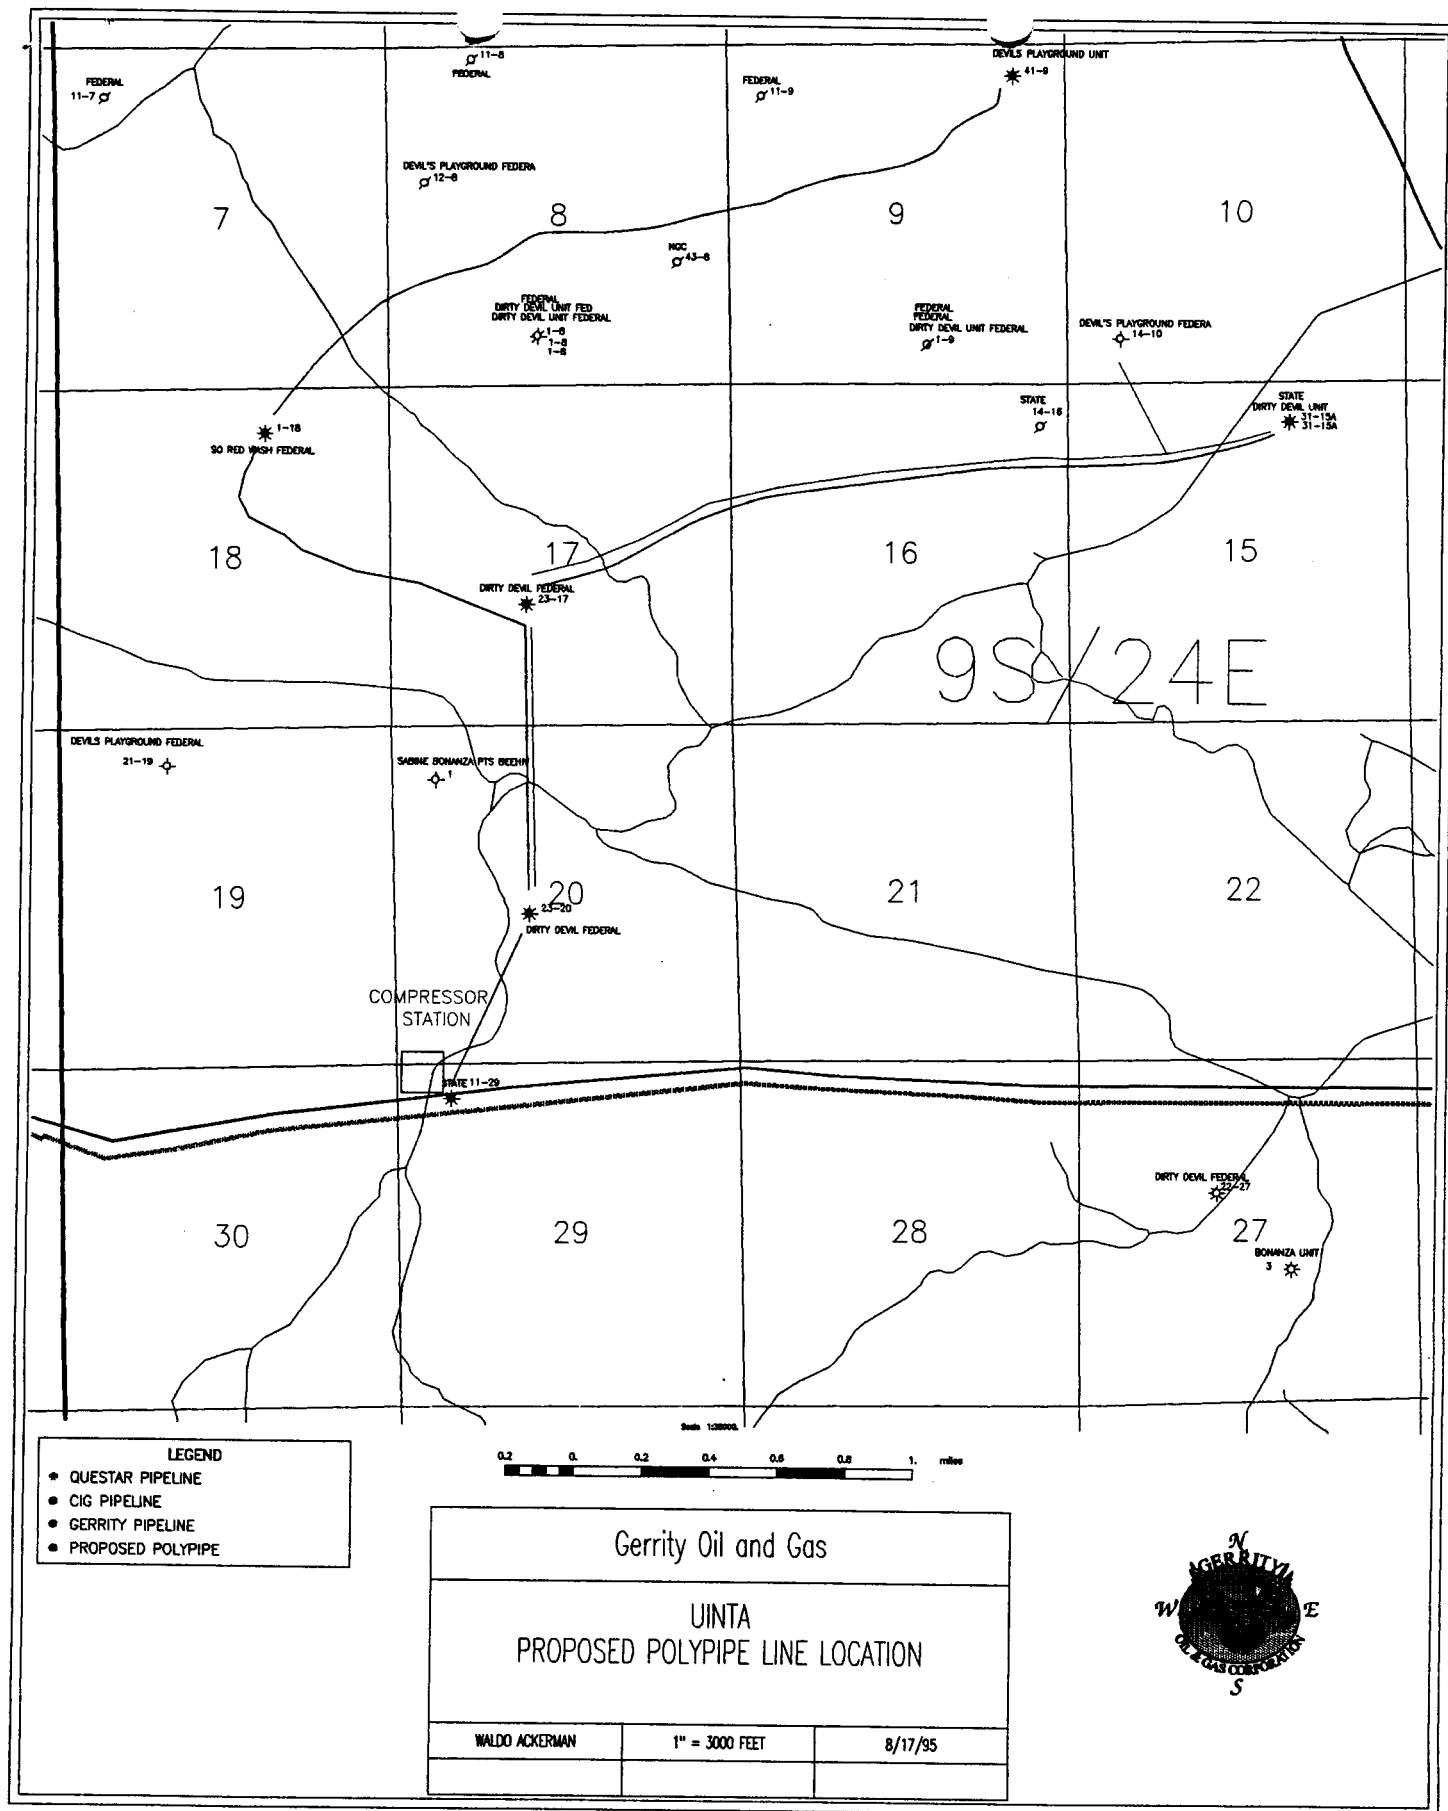 FEDERAL
11-7
11-8
FEDERAL
FEDERAL
11-9
DEVILS PLAYGROUND UNIT
41-9
DEVIL'S PLAYGROUND FEDERA
12-8
7
8
9
10
NGC
43-8
FEDERAL
DIRTY DEVIL UNIT FED
DIRTY DEVIL UNIT FEDERAL
1-8
1-8
1-8
FEDERAL
FEDERAL
DIRTY DEVIL UNIT FEDERAL
1-9
DEVIL'S PLAYGROUND FEDERA
14-10
STATE
14-16
STATE
DIRTY DEVIL UNIT
31-15A
31-15A
1-18
SO RED WASH FEDERAL
18
17
16
15
DIRTY DEVIL FEDERAL
23-17
9S/24E
DEVILS PLAYGROUND FEDERAL
21-19
SABINE BONANZA PTS BEEHN
1
19
20
21
22
23-20
DIRTY DEVIL FEDERAL
COMPRESSOR
STATION
STATE 11-29
DIRTY DEVIL FEDERAL
22-27
30
29
28
27
BONANZA UNIT
3
LEGEND
QUESTAR PIPELINE
CIG PIPELINE
GERRITY PIPELINE
PROPOSED POLYPIPE
0.2 0. 0.2 0.4 0.6 0.8 1. miles
Gerrity Oil and Gas
UINTA
PROPOSED POLYPIPE LINE LOCATION
WALDO ACKERMAN 1" = 3000 FEET 8/17/95
N
GERRITY
W E
OIL & GAS CORPORATION
S